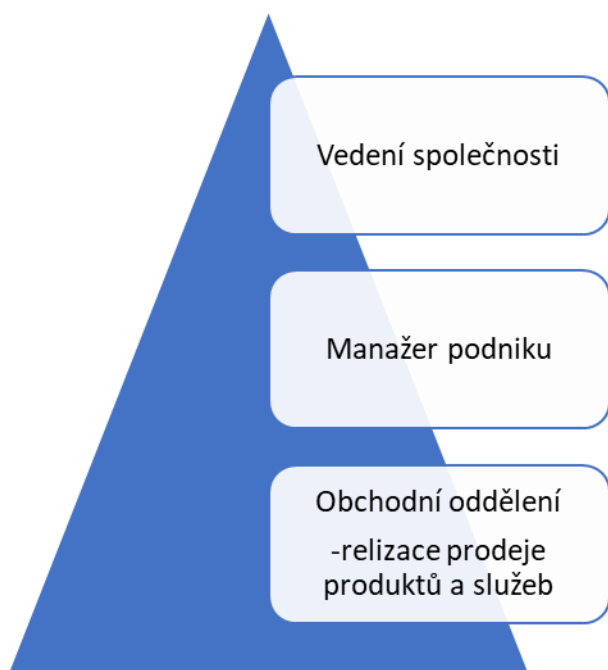 Vedení společnosti
Manažer podniku
Obchodní oddělení
-relizace prodeje
produktů a služeb